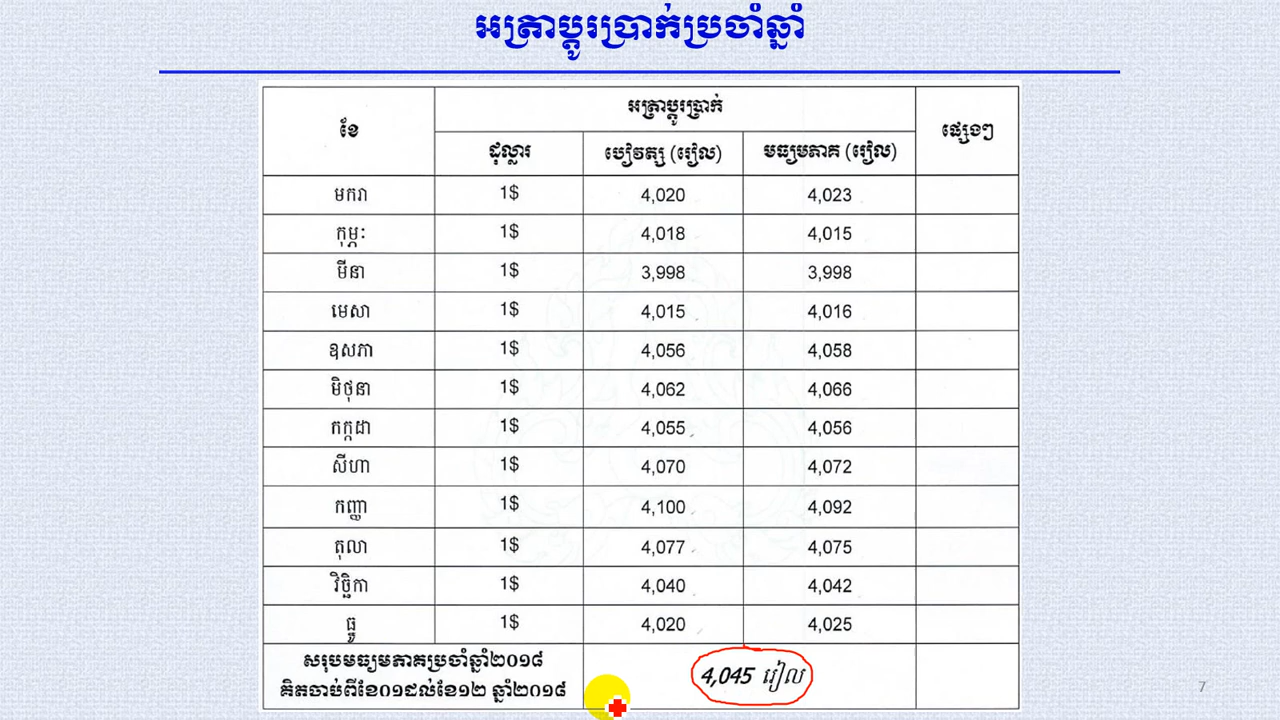 អត្រាប្តូរប្រាក់ប្រចាំឆ្នាំ
ខែ អត្រាប្តូរប្រាក់ ផ្សេងៗ
ដុល្លារ បៀវត្ស (រៀល) មធ្យមភាគ (រៀល)
មករា 1$ 4,020 4,023
កុម្ភៈ 1$ 4,018 4,015
មីនា 1$ 3,998 3,998
មេសា 1$ 4,015 4,016
ឧសភា 1$ 4,056 4,058
មិថុនា 1$ 4,062 4,066
កក្កដា 1$ 4,055 4,056
សីហា 1$ 4,070 4,072
កញ្ញា 1$ 4,100 4,092
តុលា 1$ 4,077 4,075
វិច្ឆិកា 1$ 4,040 4,042
ធ្នូ 1$ 4,020 4,025
សរុបមធ្យមភាគប្រចាំឆ្នាំ២០១៨ 4,045 រៀល
គិតចាប់ពីខែ០១ដល់ខែ១២ ឆ្នាំ២០១៨
7